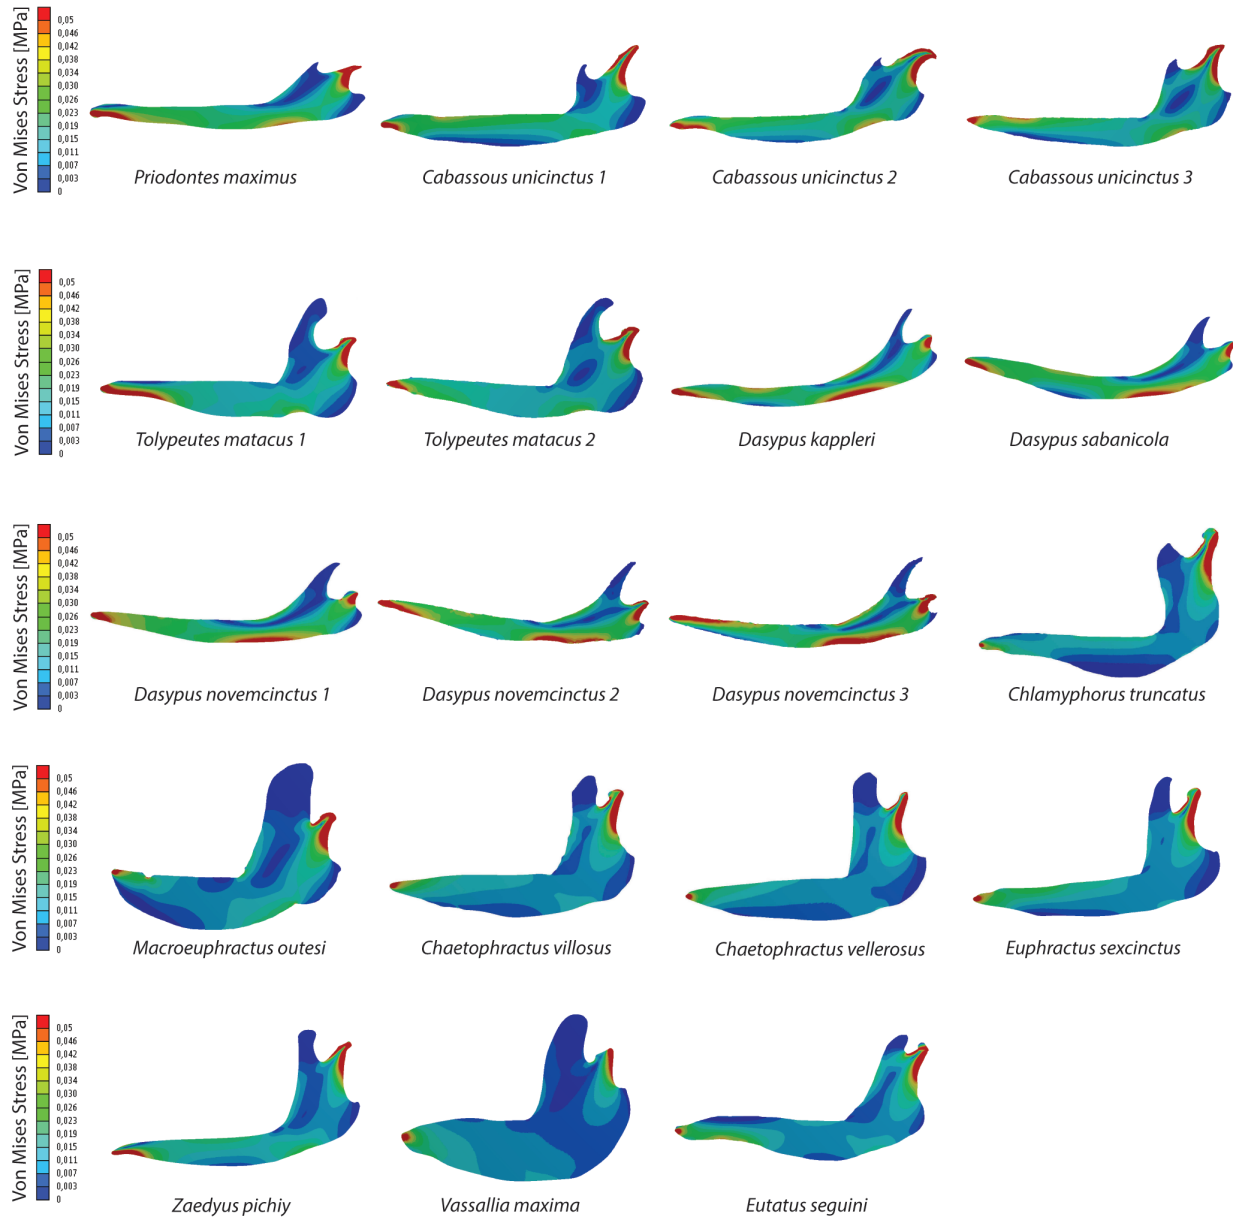 Von Mises Stress [MPa]
0,05
0,046
0,042
0,038
0,034
0,030
0,026
0,023
0,019
0,015
0,011
0,007
0,003
0
Priodontes maximus
Cabassous unicinctus 1
Cabassous unicinctus 2
Cabassous unicinctus 3
Von Mises Stress [MPa]
0,05
0,046
0,042
0,038
0,034
0,030
0,026
0,023
0,019
0,015
0,011
0,007
0,003
0
Tolypeutes matacus 1
Tolypeutes matacus 2
Dasypus kappleri
Dasypus sabanicola
Von Mises Stress [MPa]
0,05
0,046
0,042
0,038
0,034
0,030
0,026
0,023
0,019
0,015
0,011
0,007
0,003
0
Dasypus novemcinctus 1
Dasypus novemcinctus 2
Dasypus novemcinctus 3
Chlamyphorus truncatus
Von Mises Stress [MPa]
0,05
0,046
0,042
0,038
0,034
0,030
0,026
0,023
0,019
0,015
0,011
0,007
0,003
0
Macroeuphractus outesi
Chaetophractus villosus
Chaetophractus vellerosus
Euphractus sexcinctus
Von Mises Stress [MPa]
0,05
0,046
0,042
0,038
0,034
0,030
0,026
0,023
0,019
0,015
0,011
0,007
0,003
0
Zaedyus pichiy
Vassallia maxima
Eutatus seguini